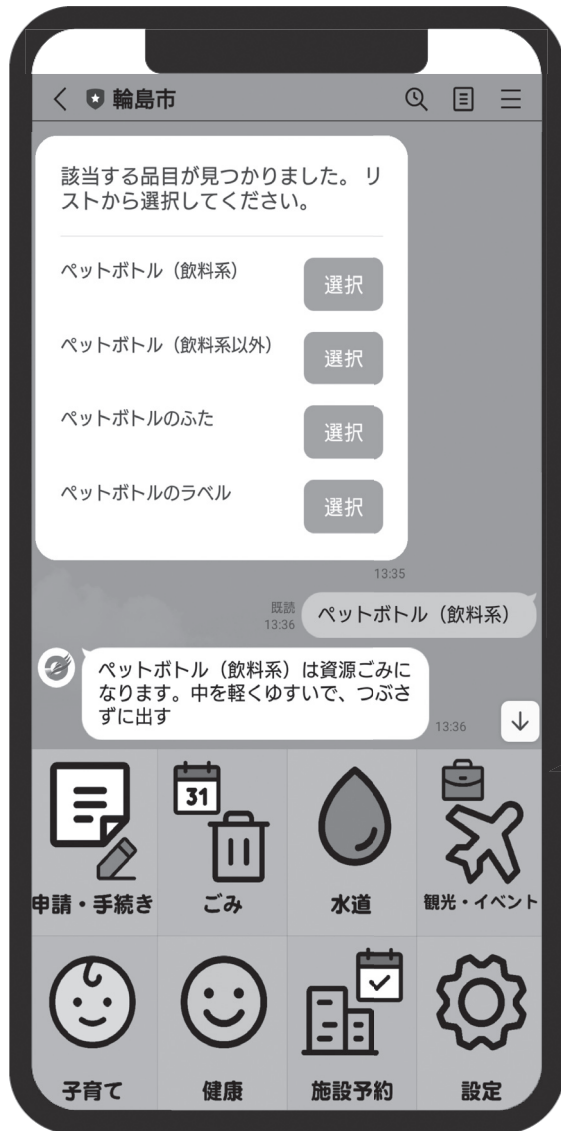 輪島市
該当する品目が見つかりました。 リ
ストから選択してください。
ペットボトル（飲料系）
選択
ペットボトル（飲料系以外）
選択
ペットボトルのふた
選択
ペットボトルのラベル
選択
13:35
既読
13:36
ペットボトル（飲料系）
ペットボトル（飲料系）は資源ごみに
なります。中を軽くゆすいで、つぶさ
ずに出す
13:36
31
申請・手続き
ごみ
水道
観光・イベント
子育て
健康
施設予約
設定